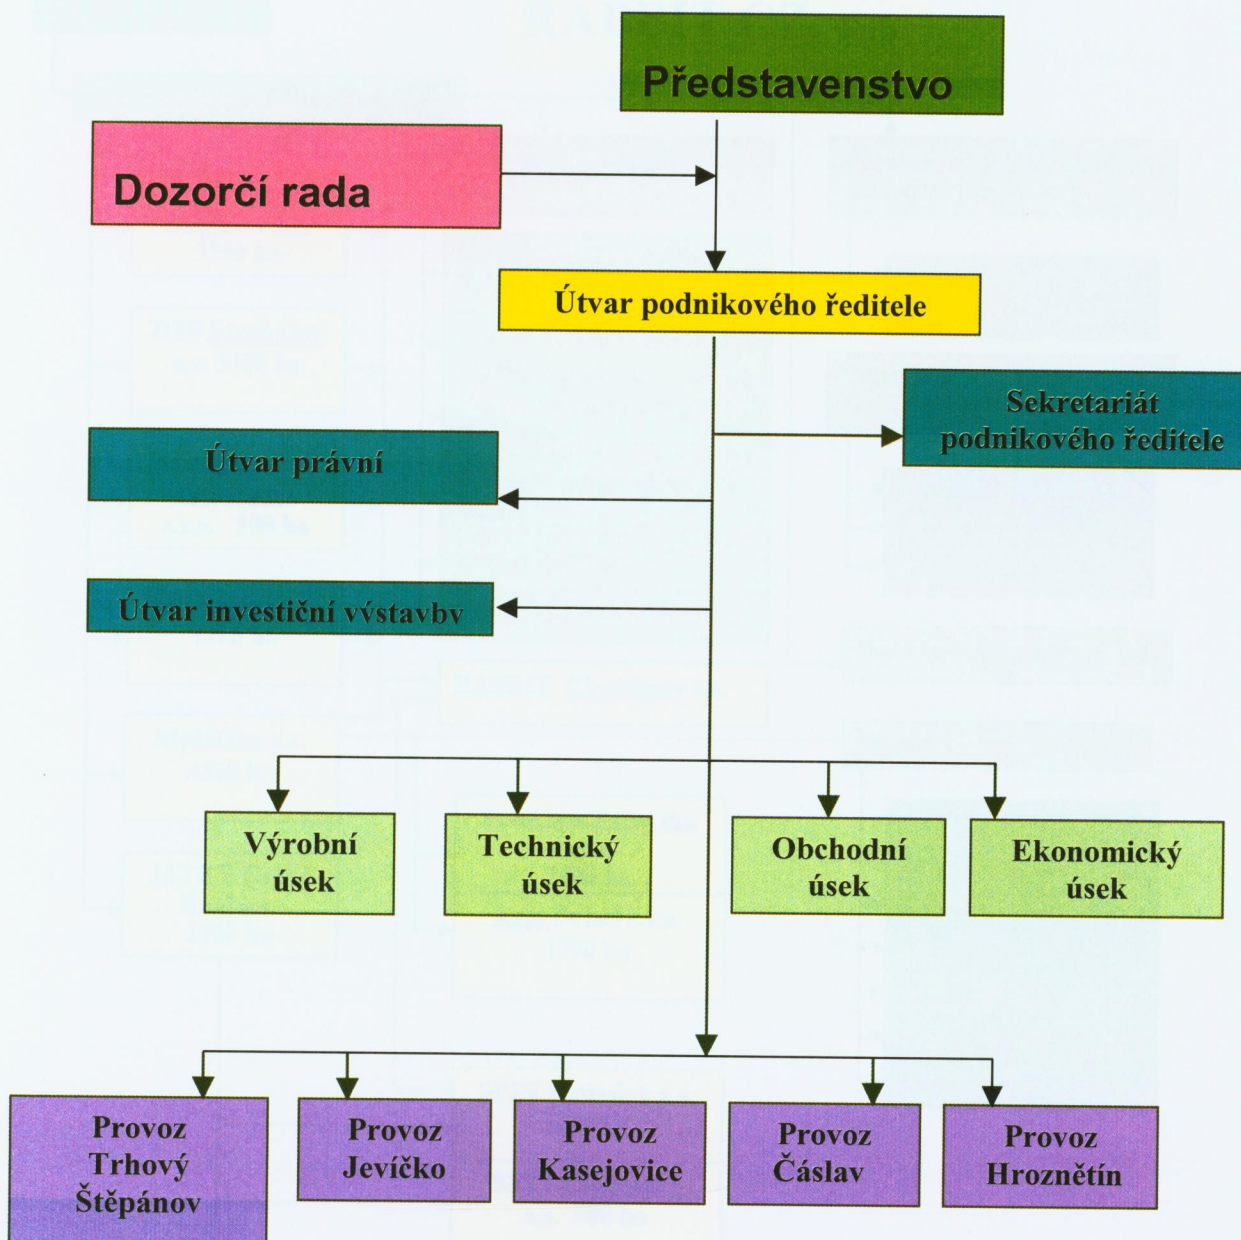 Představenstvo
Dozorčí rada
Útvar podnikového ředitele
Sekretariát
podnikového ředitele
Útvar právní
Útvar investiční výstavby
Výrobní
úsek
Technický
úsek
Obchodní
úsek
Ekonomický
úsek
Provoz
Trhový
Štěpánov
Provoz
Jevíčko
Provoz
Kasejovice
Provoz
Čáslav
Provoz
Hroznětín